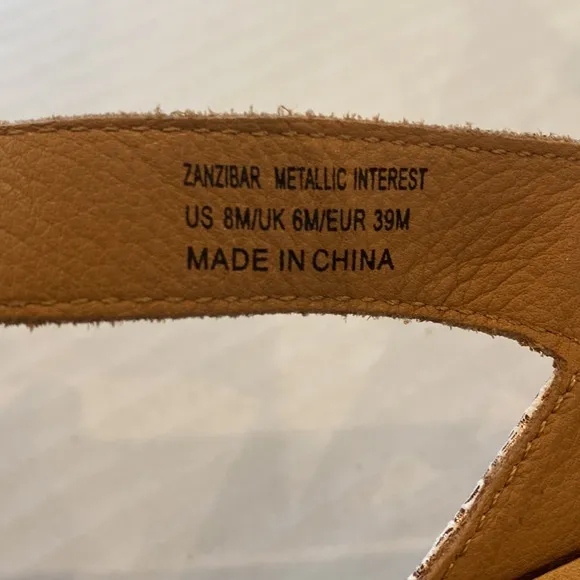 ZANZIBAR METALLIC INTEREST
US 8M/UK 6M/EUR 39M
MADE IN CHINA